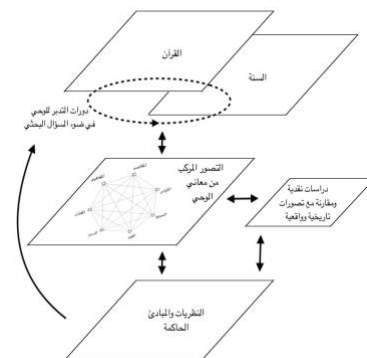 القرآن
السنة
دورات التدبر للوحي
في ضوء السؤال البحثي
التصور المركب
من معاني
الوحي
دراسات نقدية
ومقارنة مع تصورات
تاريخية وواقعية
النظريات والمبادئ
الحاكمة